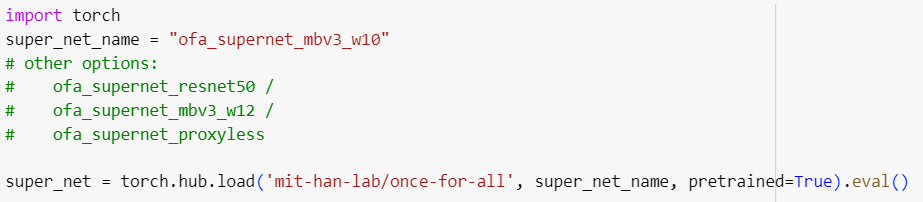 import torch
super_net_name = "ofa_supernet_mbv3_w10"
# other options:
#    ofa_supernet_resnet50 /
#    ofa_supernet_mbv3_w12 /
#    ofa_supernet_proxyless
super_net = torch.hub.load('mit-han-lab/once-for-all', super_net_name, pretrained=True).eval()